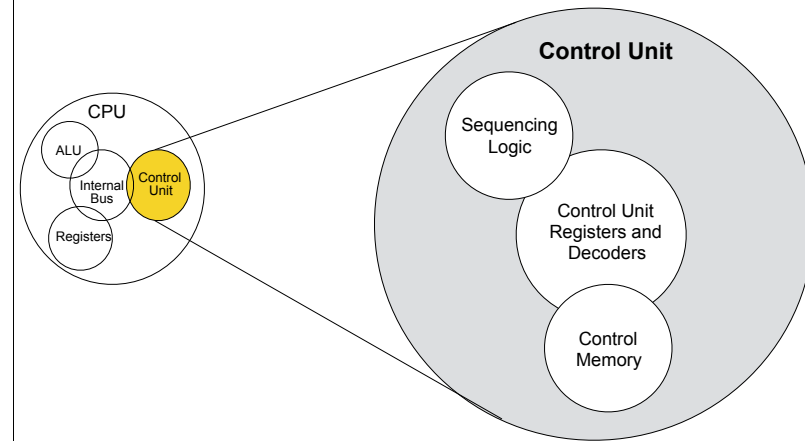 CPU
ALU
Internal
Bus
Control
Unit
Registers
Control Unit
Sequencing
Logic
Control Unit
Registers and
Decoders
Control
Memory